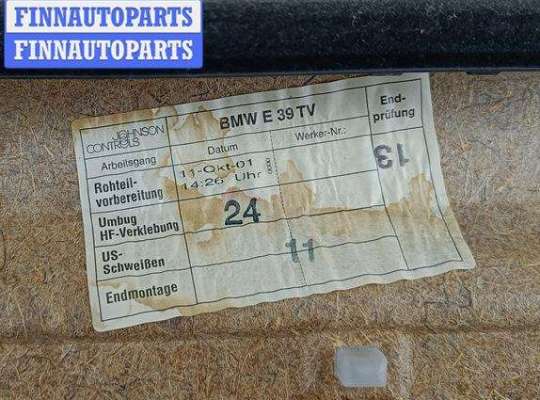 FINNAUTOPARTS
FINNAUTOPARTS
JOHNSON
CONTROLS
BMW E 39 TV
End-
prüfung
Arbeitsgang
Datum
Werker-Nr.:
Rohteil-
vorbereitung
11-Okt-01
14:26 Uhr
13
Umbug
HF-Verklebung
24
US-
Schweißen
11
Endmontage